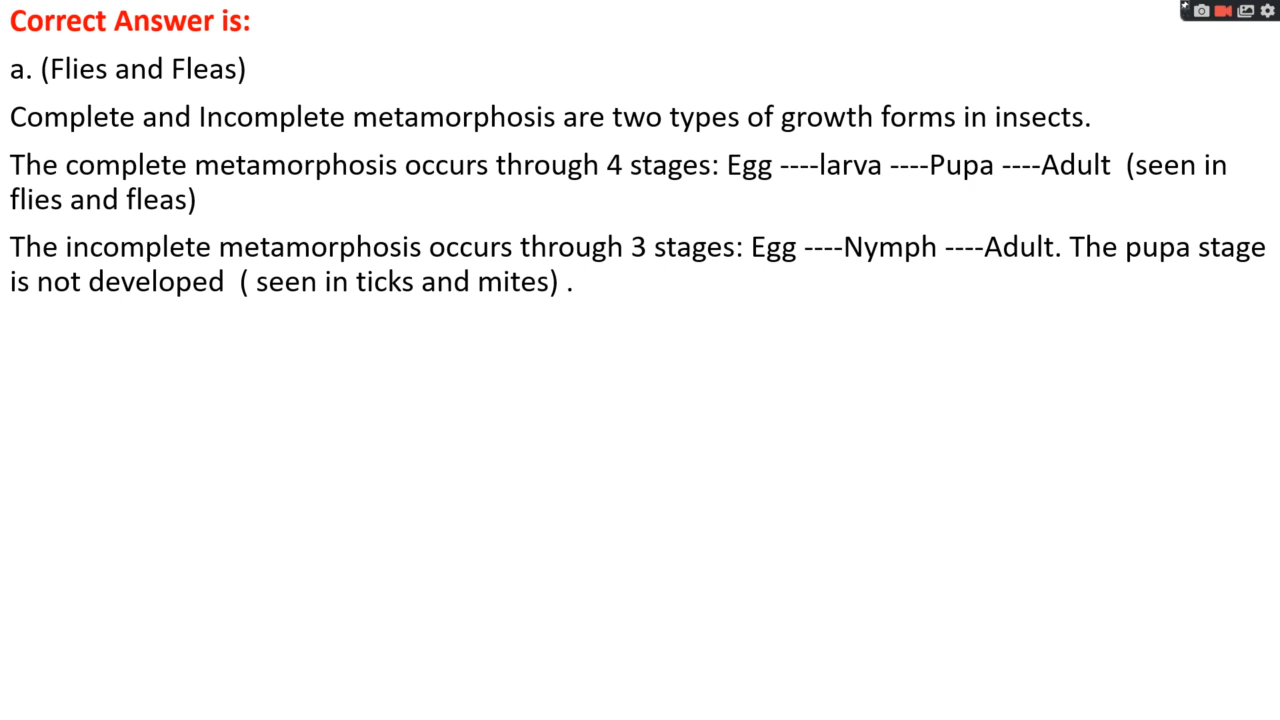 Correct Answer is:
a. (Flies and Fleas)
Complete and Incomplete metamorphosis are two types of growth forms in insects.
The complete metamorphosis occurs through 4 stages: Egg ----larva ----Pupa ----Adult  (seen in
flies and fleas)
The incomplete metamorphosis occurs through 3 stages: Egg ----Nymph ----Adult. The pupa stage
is not developed  ( seen in ticks and mites) .